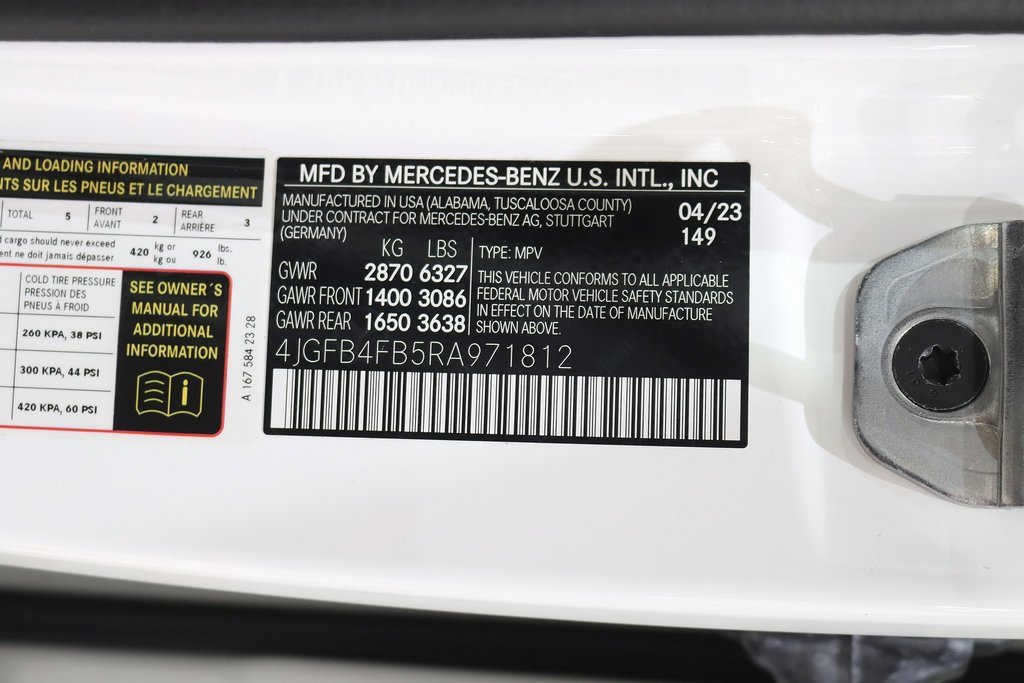 AND LOADING INFORMATION
NTS SUR LES PNEUS ET LE CHARGEMENT
TOTAL 5 FRONT AVANT 2 REAR ARRIÈRE 3
d cargo should never exceed
ent ne doit jamais dépasser
420 kg or
kg ou
926 lbs.
lb.
COLD TIRE PRESSURE
PRESSION DES
PNEUS À FROID
260 KPA, 38 PSI
300 KPA, 44 PSI
420 KPA, 60 PSI
SEE OWNER´S
MANUAL FOR
ADDITIONAL
INFORMATION
A 167 584 23 28
MFD BY MERCEDES-BENZ U.S. INTL., INC
MANUFACTURED IN USA (ALABAMA, TUSCALOOSA COUNTY)
UNDER CONTRACT FOR MERCEDES-BENZ AG, STUTTGART
(GERMANY)
04/23
149
KG LBS
GVWR 2870 6327
GAWR FRONT 1400 3086
GAWR REAR 1650 3638
TYPE: MPV
THIS VEHICLE CONFORMS TO ALL APPLICABLE
FEDERAL MOTOR VEHICLE SAFETY STANDARDS
IN EFFECT ON THE DATE OF MANUFACTURE
SHOWN ABOVE.
4JGFB4FB5RA971812